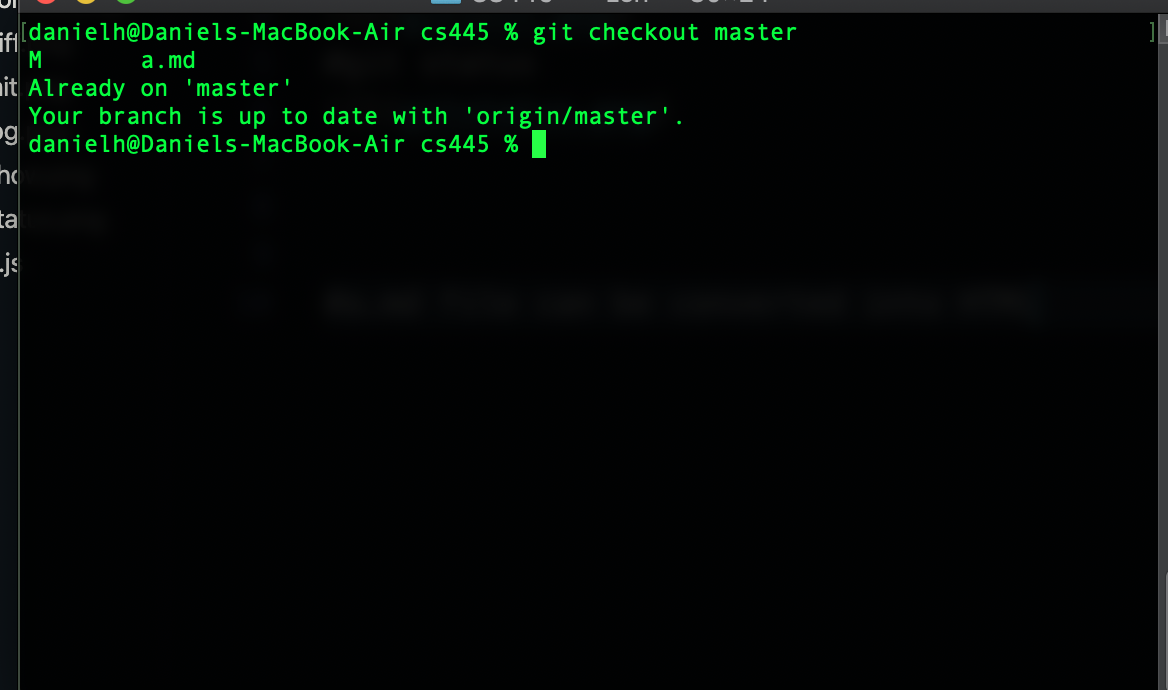 [danielh@Daniels-MacBook-Air cs445 % git checkout master ]
M a.md
Already on 'master'
Your branch is up to date with 'origin/master'.
danielh@Daniels-MacBook-Air cs445 %
.js